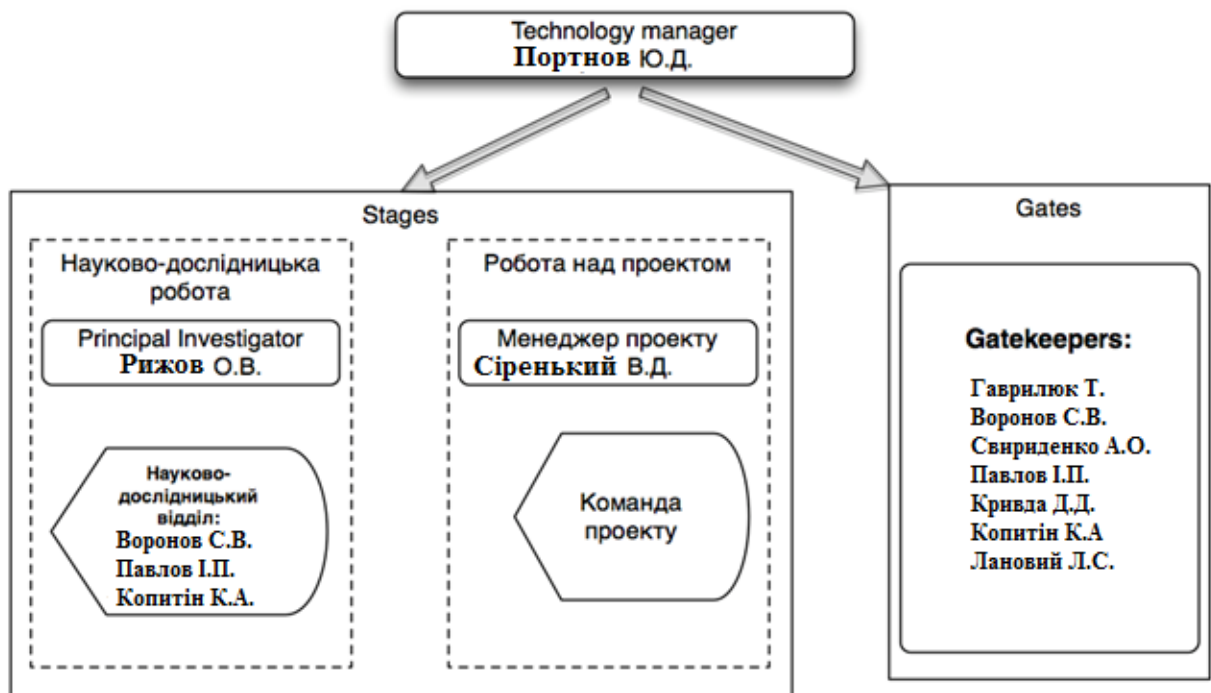 Technology manager
Портнов Ю.Д.
Stages
Науково-дослідницька
робота
Principal Investigator
Рижов О.В.
Науково-
дослідницький
відділ:
Воронов С.В.
Павлов І.П.
Копитін К.А.
Робота над проектом
Менеджер проекту
Сіренький В.Д.
Команда
проекту
Gates
Gatekeepers:
Гаврилюк Т.
Воронов С.В.
Свириденко А.О.
Павлов І.П.
Кривда Д.Д.
Копитін К.А
Лановий Л.С.